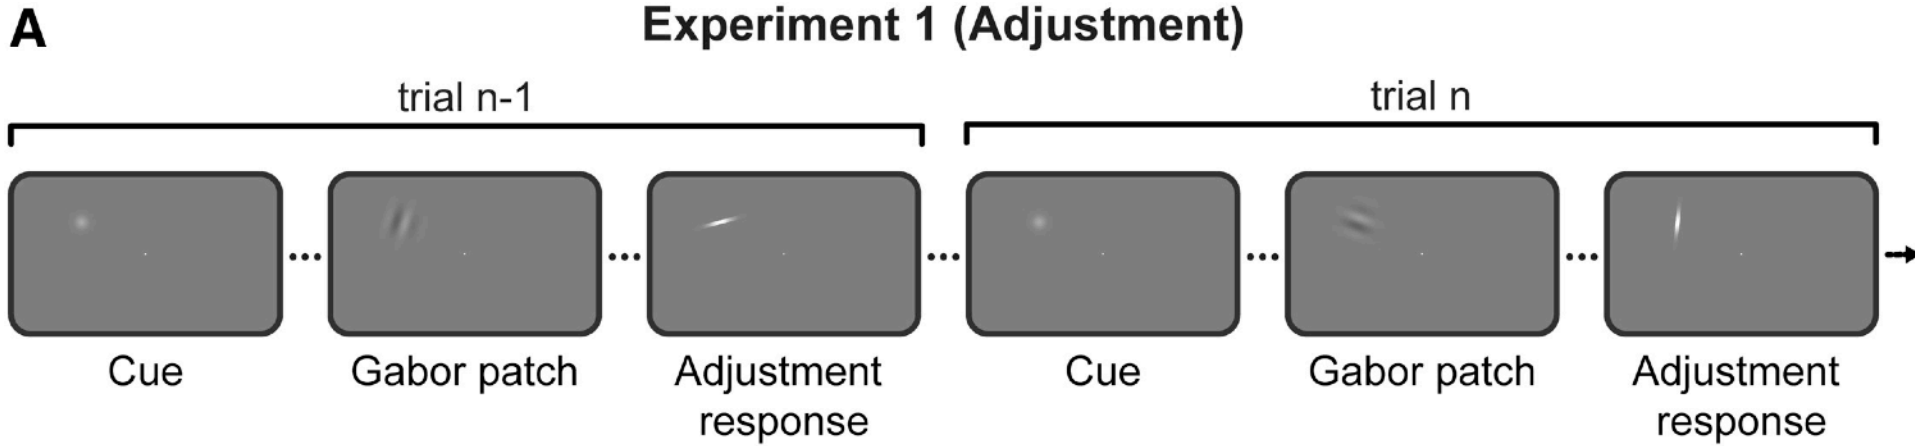 A
Experiment 1 (Adjustment)
trial n-1
trial n
Cue
Gabor patch
Adjustment
response
Cue
Gabor patch
Adjustment
response